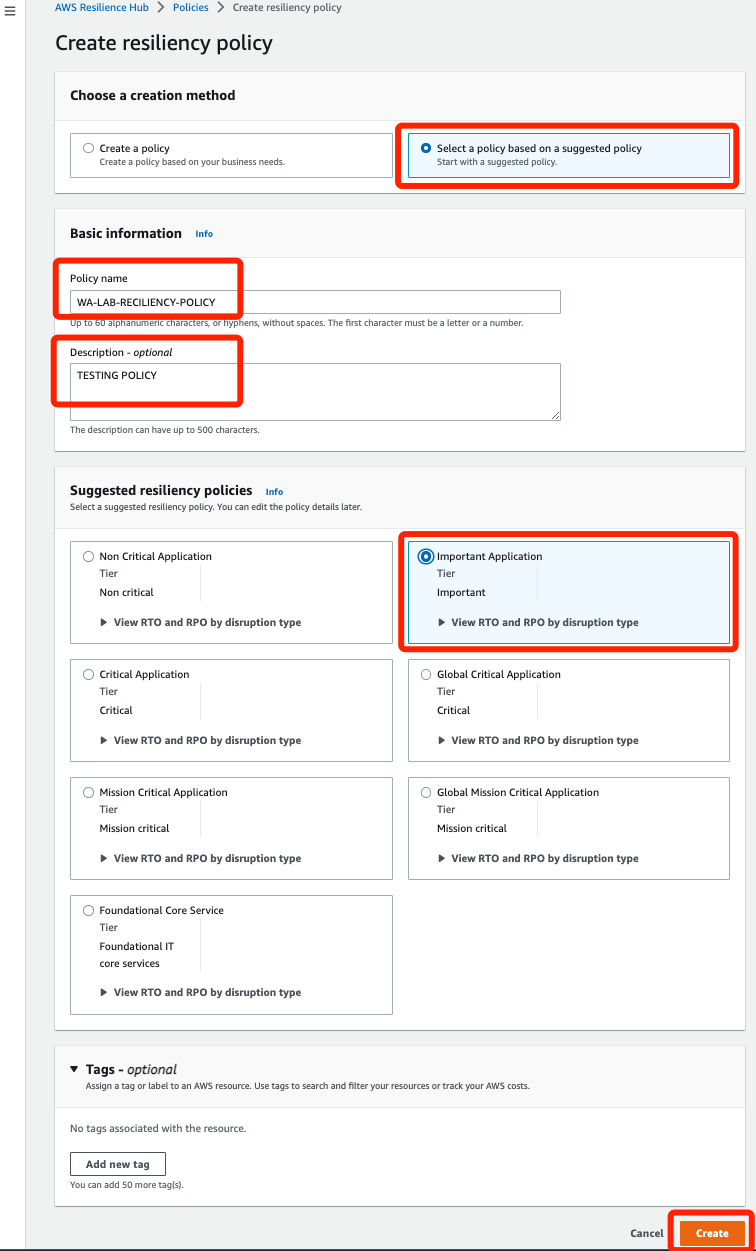 AWS Resilience Hub > Policies > Create resiliency policy
Create resiliency policy
Choose a creation method
Create a policy
Create a policy based on your business needs.
Select a policy based on a suggested policy
Start with a suggested policy.
Basic information Info
Policy name
WA-LAB-RECILIENCY-POLICY
Up to 60 alphanumeric characters, or hyphens, without spaces. The first character must be a letter or a number.
Description - optional
TESTING POLICY
The description can have up to 500 characters.
Suggested resiliency policies Info
Select a suggested resiliency policy. You can edit the policy details later.
Non Critical Application
Tier
Non critical
View RTO and RPO by disruption type
Important Application
Tier
Important
View RTO and RPO by disruption type
Critical Application
Tier
Critical
View RTO and RPO by disruption type
Global Critical Application
Tier
Critical
View RTO and RPO by disruption type
Mission Critical Application
Tier
Mission critical
View RTO and RPO by disruption type
Global Mission Critical Application
Tier
Mission critical
View RTO and RPO by disruption type
Foundational Core Service
Tier
Foundational IT
core services
View RTO and RPO by disruption type
Tags - optional
Assign a tag or label to an AWS resource. Use tags to search and filter your resources or track your AWS costs.
No tags associated with the resource.
Add new tag
You can add 50 more tag(s).
Cancel
Create